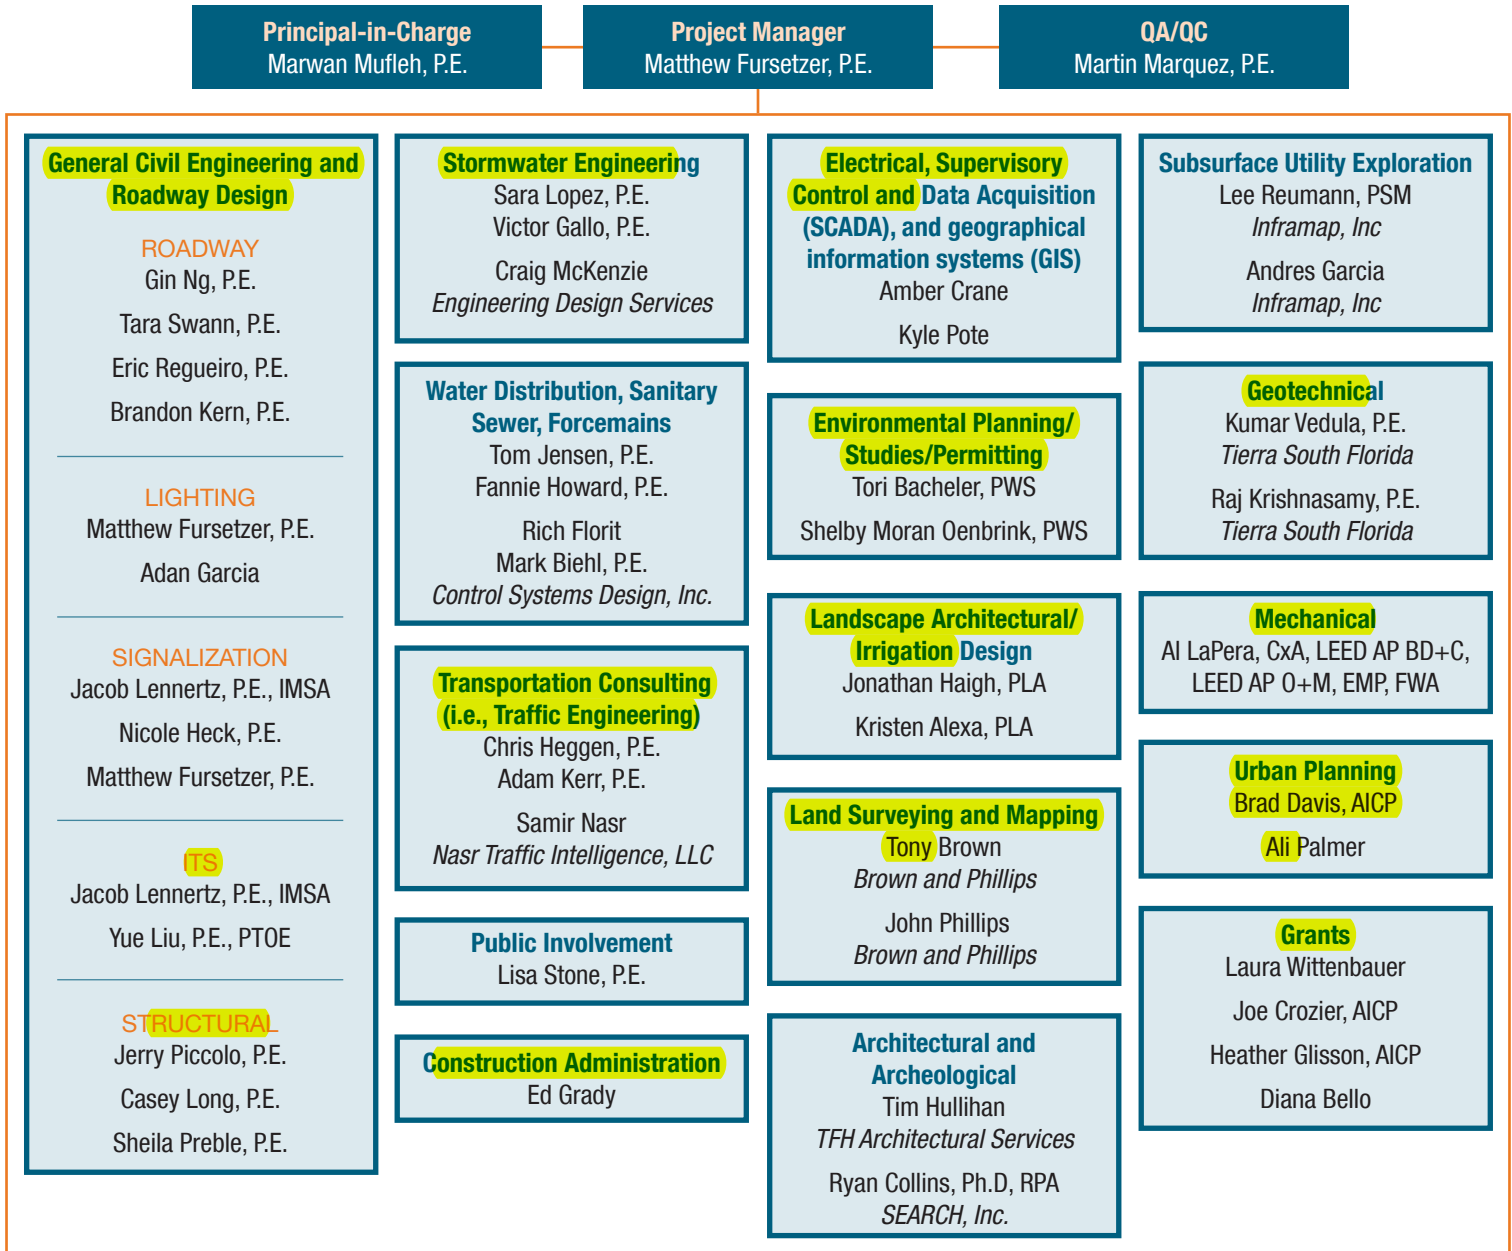 Principal-in-Charge
Marwan Mufleh, P.E.
Project Manager
Matthew Fursetzer, P.E.
QA/QC
Martin Marquez, P.E.
General Civil Engineering and
Roadway Design
ROADWAY
Gin Ng, P.E.
Tara Swann, P.E.
Eric Regueiro, P.E.
Brandon Kern, P.E.
LIGHTING
Matthew Fursetzer, P.E.
Adan Garcia
SIGNALIZATION
Jacob Lennertz, P.E., IMSA
Nicole Heck, P.E.
Matthew Fursetzer, P.E.
ITS
Jacob Lennertz, P.E., IMSA
Yue Liu, P.E., PTOE
STRUCTURAL
Jerry Piccolo, P.E.
Casey Long, P.E.
Sheila Preble, P.E.
Stormwater Engineering
Sara Lopez, P.E.
Victor Gallo, P.E.
Craig McKenzie
Engineering Design Services
Water Distribution, Sanitary
Sewer, Forcemains
Tom Jensen, P.E.
Fannie Howard, P.E.
Rich Florit
Mark Biehl, P.E.
Control Systems Design, Inc.
Transportation Consulting
(i.e., Traffic Engineering)
Chris Heggen, P.E.
Adam Kerr, P.E.
Samir Nasr
Nasr Traffic Intelligence, LLC
Public Involvement
Lisa Stone, P.E.
Construction Administration
Ed Grady
Electrical, Supervisory
Control and Data Acquisition
(SCADA), and geographical
information systems (GIS)
Amber Crane
Kyle Pote
Environmental Planning/
Studies/Permitting
Tori Bacheler, PWS
Shelby Moran Oenbrink, PWS
Landscape Architectural/
Irrigation Design
Jonathan Haigh, PLA
Kristen Alexa, PLA
Land Surveying and Mapping
Tony Brown
Brown and Phillips
John Phillips
Brown and Phillips
Architectural and
Archeological
Tim Hullihan
TFH Architectural Services
Ryan Collins, Ph.D, RPA
SEARCH, Inc.
Subsurface Utility Exploration
Lee Reumann, PSM
Inframap, Inc
Andres Garcia
Inframap, Inc
Geotechnical
Kumar Vedula, P.E.
Tierra South Florida
Raj Krishnasamy, P.E.
Tierra South Florida
Mechanical
Al LaPera, CxA, LEED AP BD+C,
LEED AP O+M, EMP, FWA
Urban Planning
Brad Davis, AICP
Ali Palmer
Grants
Laura Wittenbauer
Joe Crozier, AICP
Heather Glisson, AICP
Diana Bello